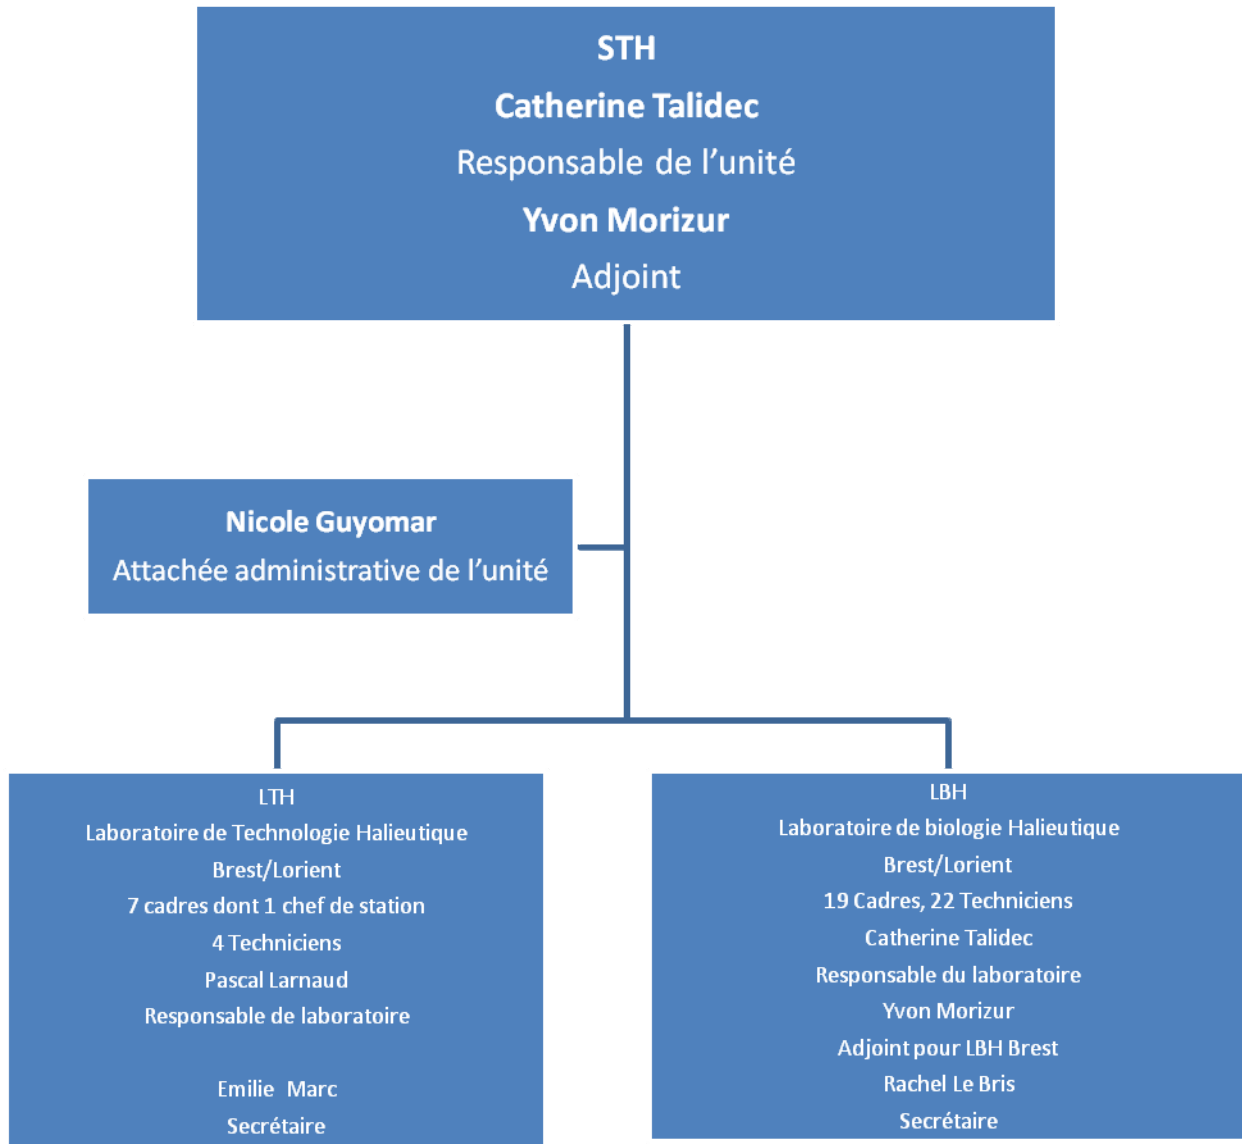 STH
Catherine Talidec
Responsable de l'unité
Yvon Morizur
Adjoint
Nicole Guyomar
Attachée administrative de l'unité
LTH
Laboratoire de Technologie Halieutique
Brest/Lorient
7 cadres dont 1 chef de station
4 Techniciens
Pascal Larnaud
Responsable de laboratoire
Emilie Marc
Secrétaire
LBH
Laboratoire de biologie Halieutique
Brest/Lorient
19 Cadres, 22 Techniciens
Catherine Talidec
Responsable du laboratoire
Yvon Morizur
Adjoint pour LBH Brest
Rachel Le Bris
Secrétaire